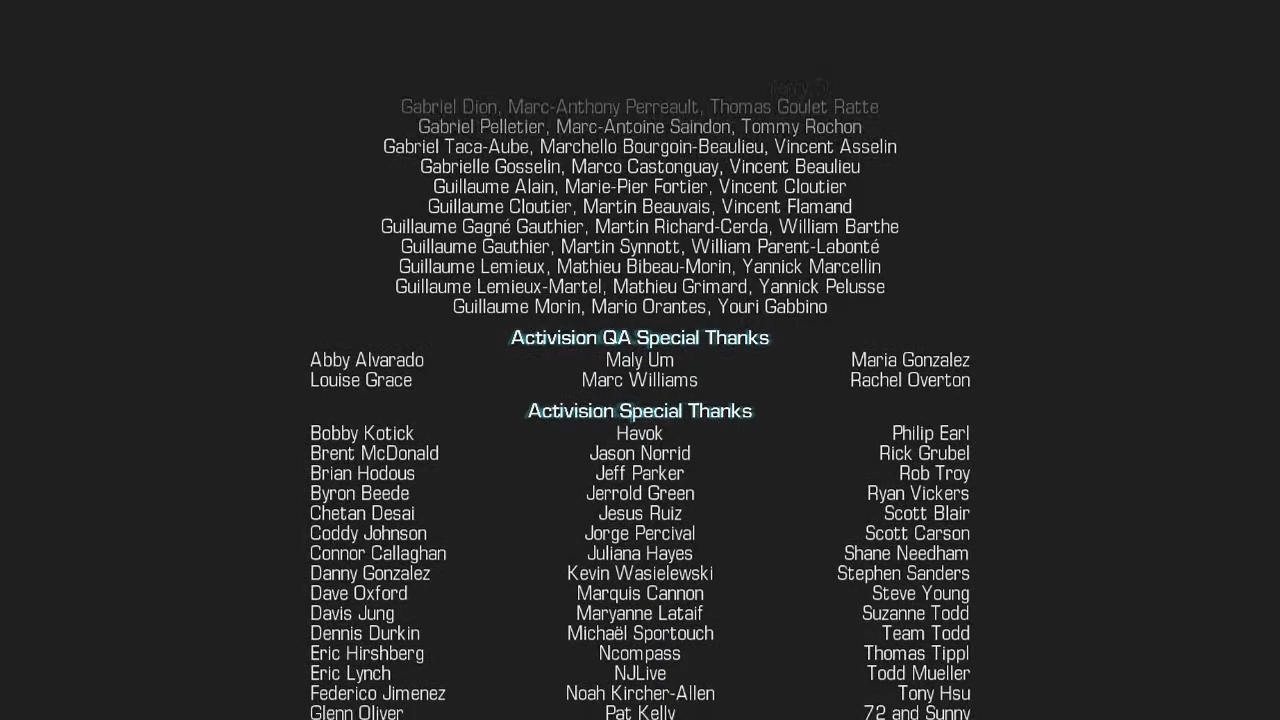 Gabriel Dion, Marc-Anthony Perreault, Thomas Goulet Ratte
Gabriel Pelletier, Marc-Antoine Saindon, Tommy Rochon
Gabriel Taca-Aube, Marchello Bourgoin-Beaulieu, Vincent Asselin
Gabrielle Gosselin, Marco Castonguay, Vincent Beaulieu
Guillaume Alain, Marie-Pier Fortier, Vincent Cloutier
Guillaume Cloutier, Martin Beauvais, Vincent Flamand
Guillaume Gagné Gauthier, Martin Richard-Cerda, William Barthe
Guillaume Gauthier, Martin Synnott, William Parent-Labonté
Guillaume Lemieux, Mathieu Bibeau-Morin, Yannick Marcellin
Guillaume Lemieux-Martel, Mathieu Grimard, Yannick Pelusse
Guillaume Morin, Mario Orantes, Youri Gabbino
Activision QA Special Thanks
Abby Alvarado Maly Um Maria Gonzalez
Louise Grace Marc Williams Rachel Overton
Activision Special Thanks
Bobby Kotick Havok Philip Earl
Brent McDonald Jason Norrid Rick Grubel
Brian Hodous Jeff Parker Rob Troy
Byron Beede Jerrold Green Ryan Vickers
Chetan Desai Jesus Ruiz Scott Blair
Coddy Johnson Jorge Percival Scott Carson
Connor Callaghan Juliana Hayes Shane Needham
Danny Gonzalez Kevin Wasielewski Stephen Sanders
Dave Oxford Marquis Cannon Steve Young
Davis Jung Maryanne Lataif Suzanne Todd
Dennis Durkin Michaël Sportouch Team Todd
Eric Hirshberg Ncompass Thomas Tippl
Eric Lynch NJLive Todd Mueller
Federico Jimenez Noah Kircher-Allen Tony Hsu
Glenn Oliver Pat Kelly 72 and Sunny